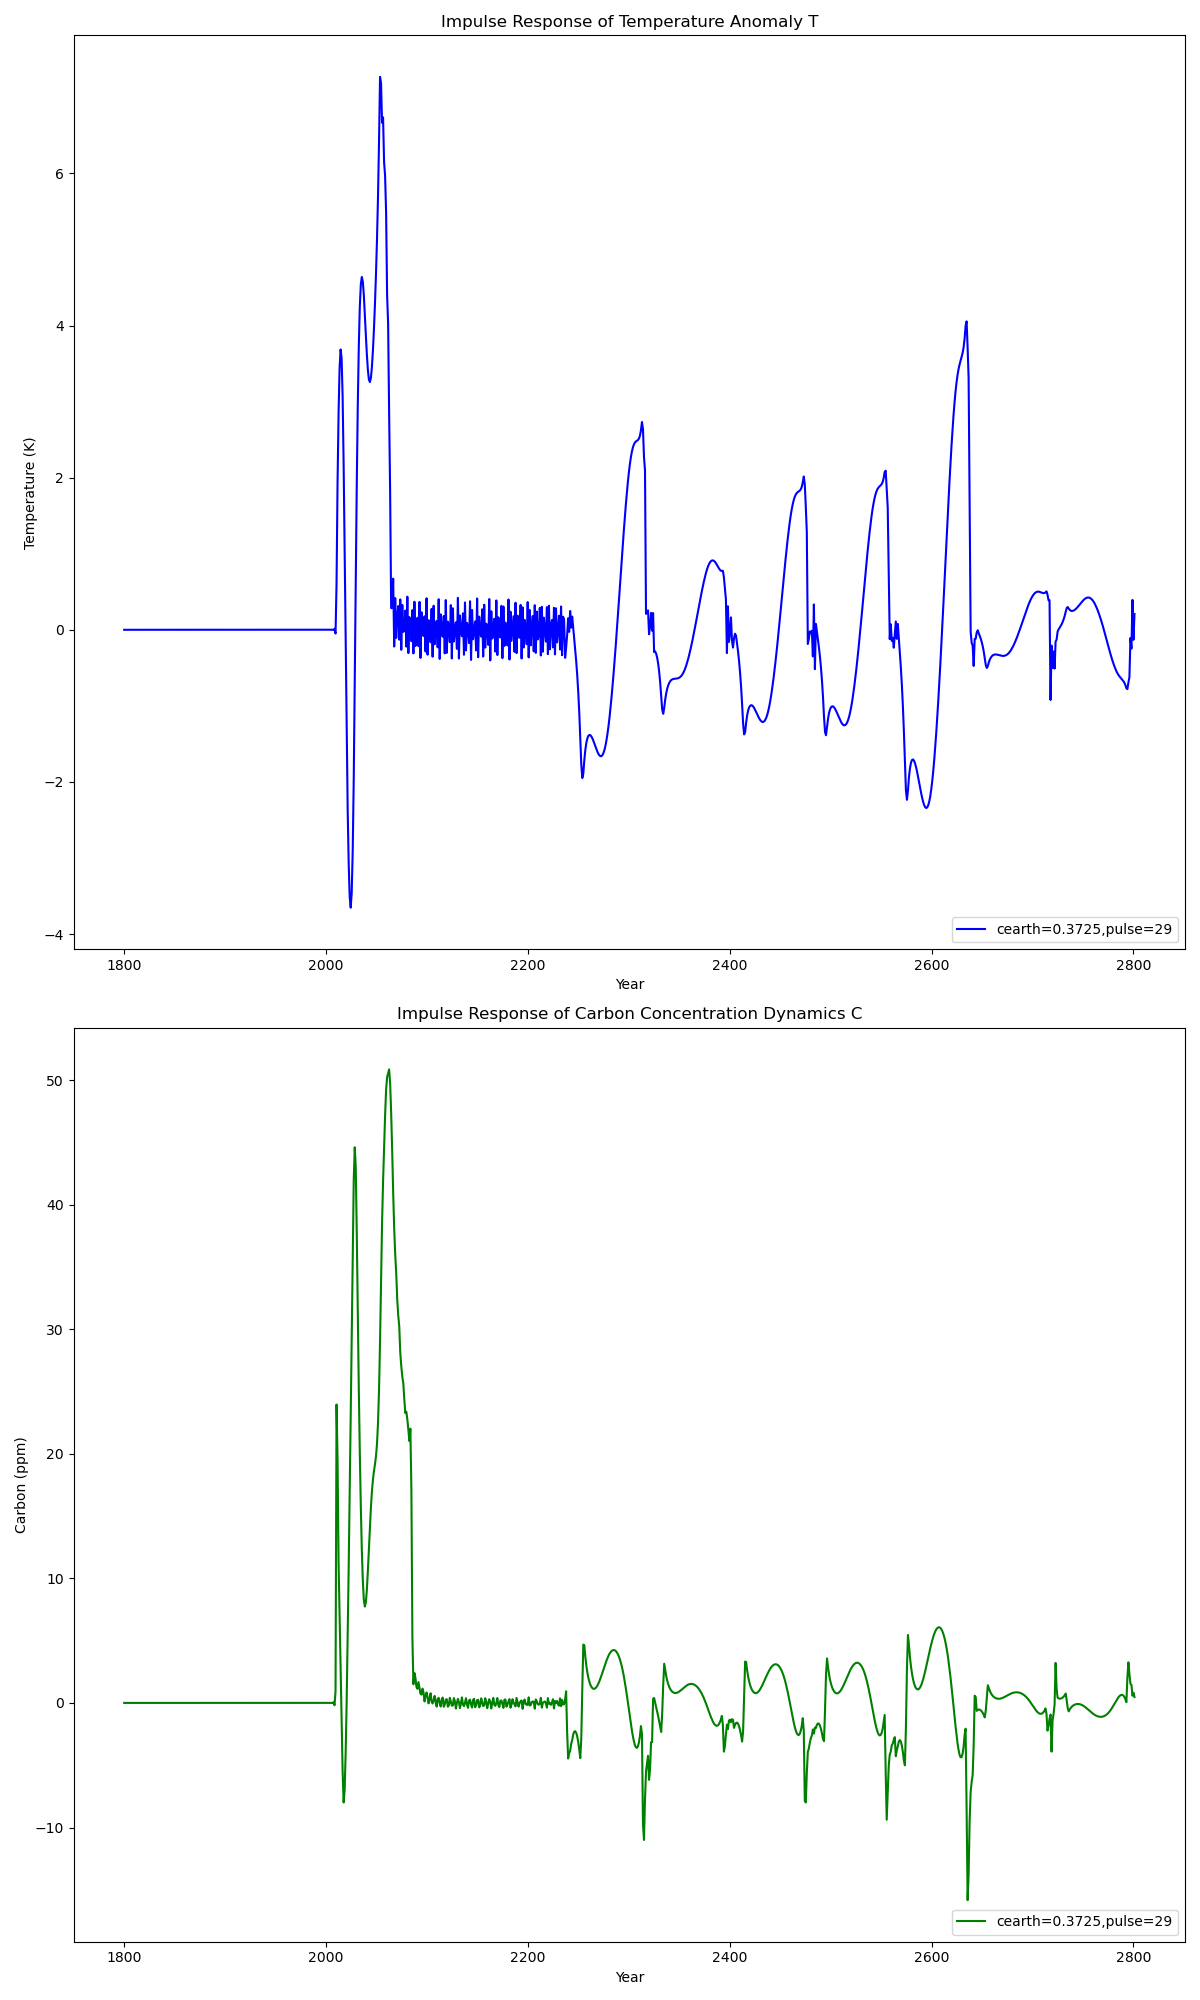 Impulse Response of Temperature Anomaly T
6
4
2
0
−2
−4
Temperature (K)
cearth=0.3725,pulse=29
1800 2000 2200 2400 2600 2800
Year
Impulse Response of Carbon Concentration Dynamics C
50
40
30
20
10
0
−10
Carbon (ppm)
cearth=0.3725,pulse=29
1800 2000 2200 2400 2600 2800
Year